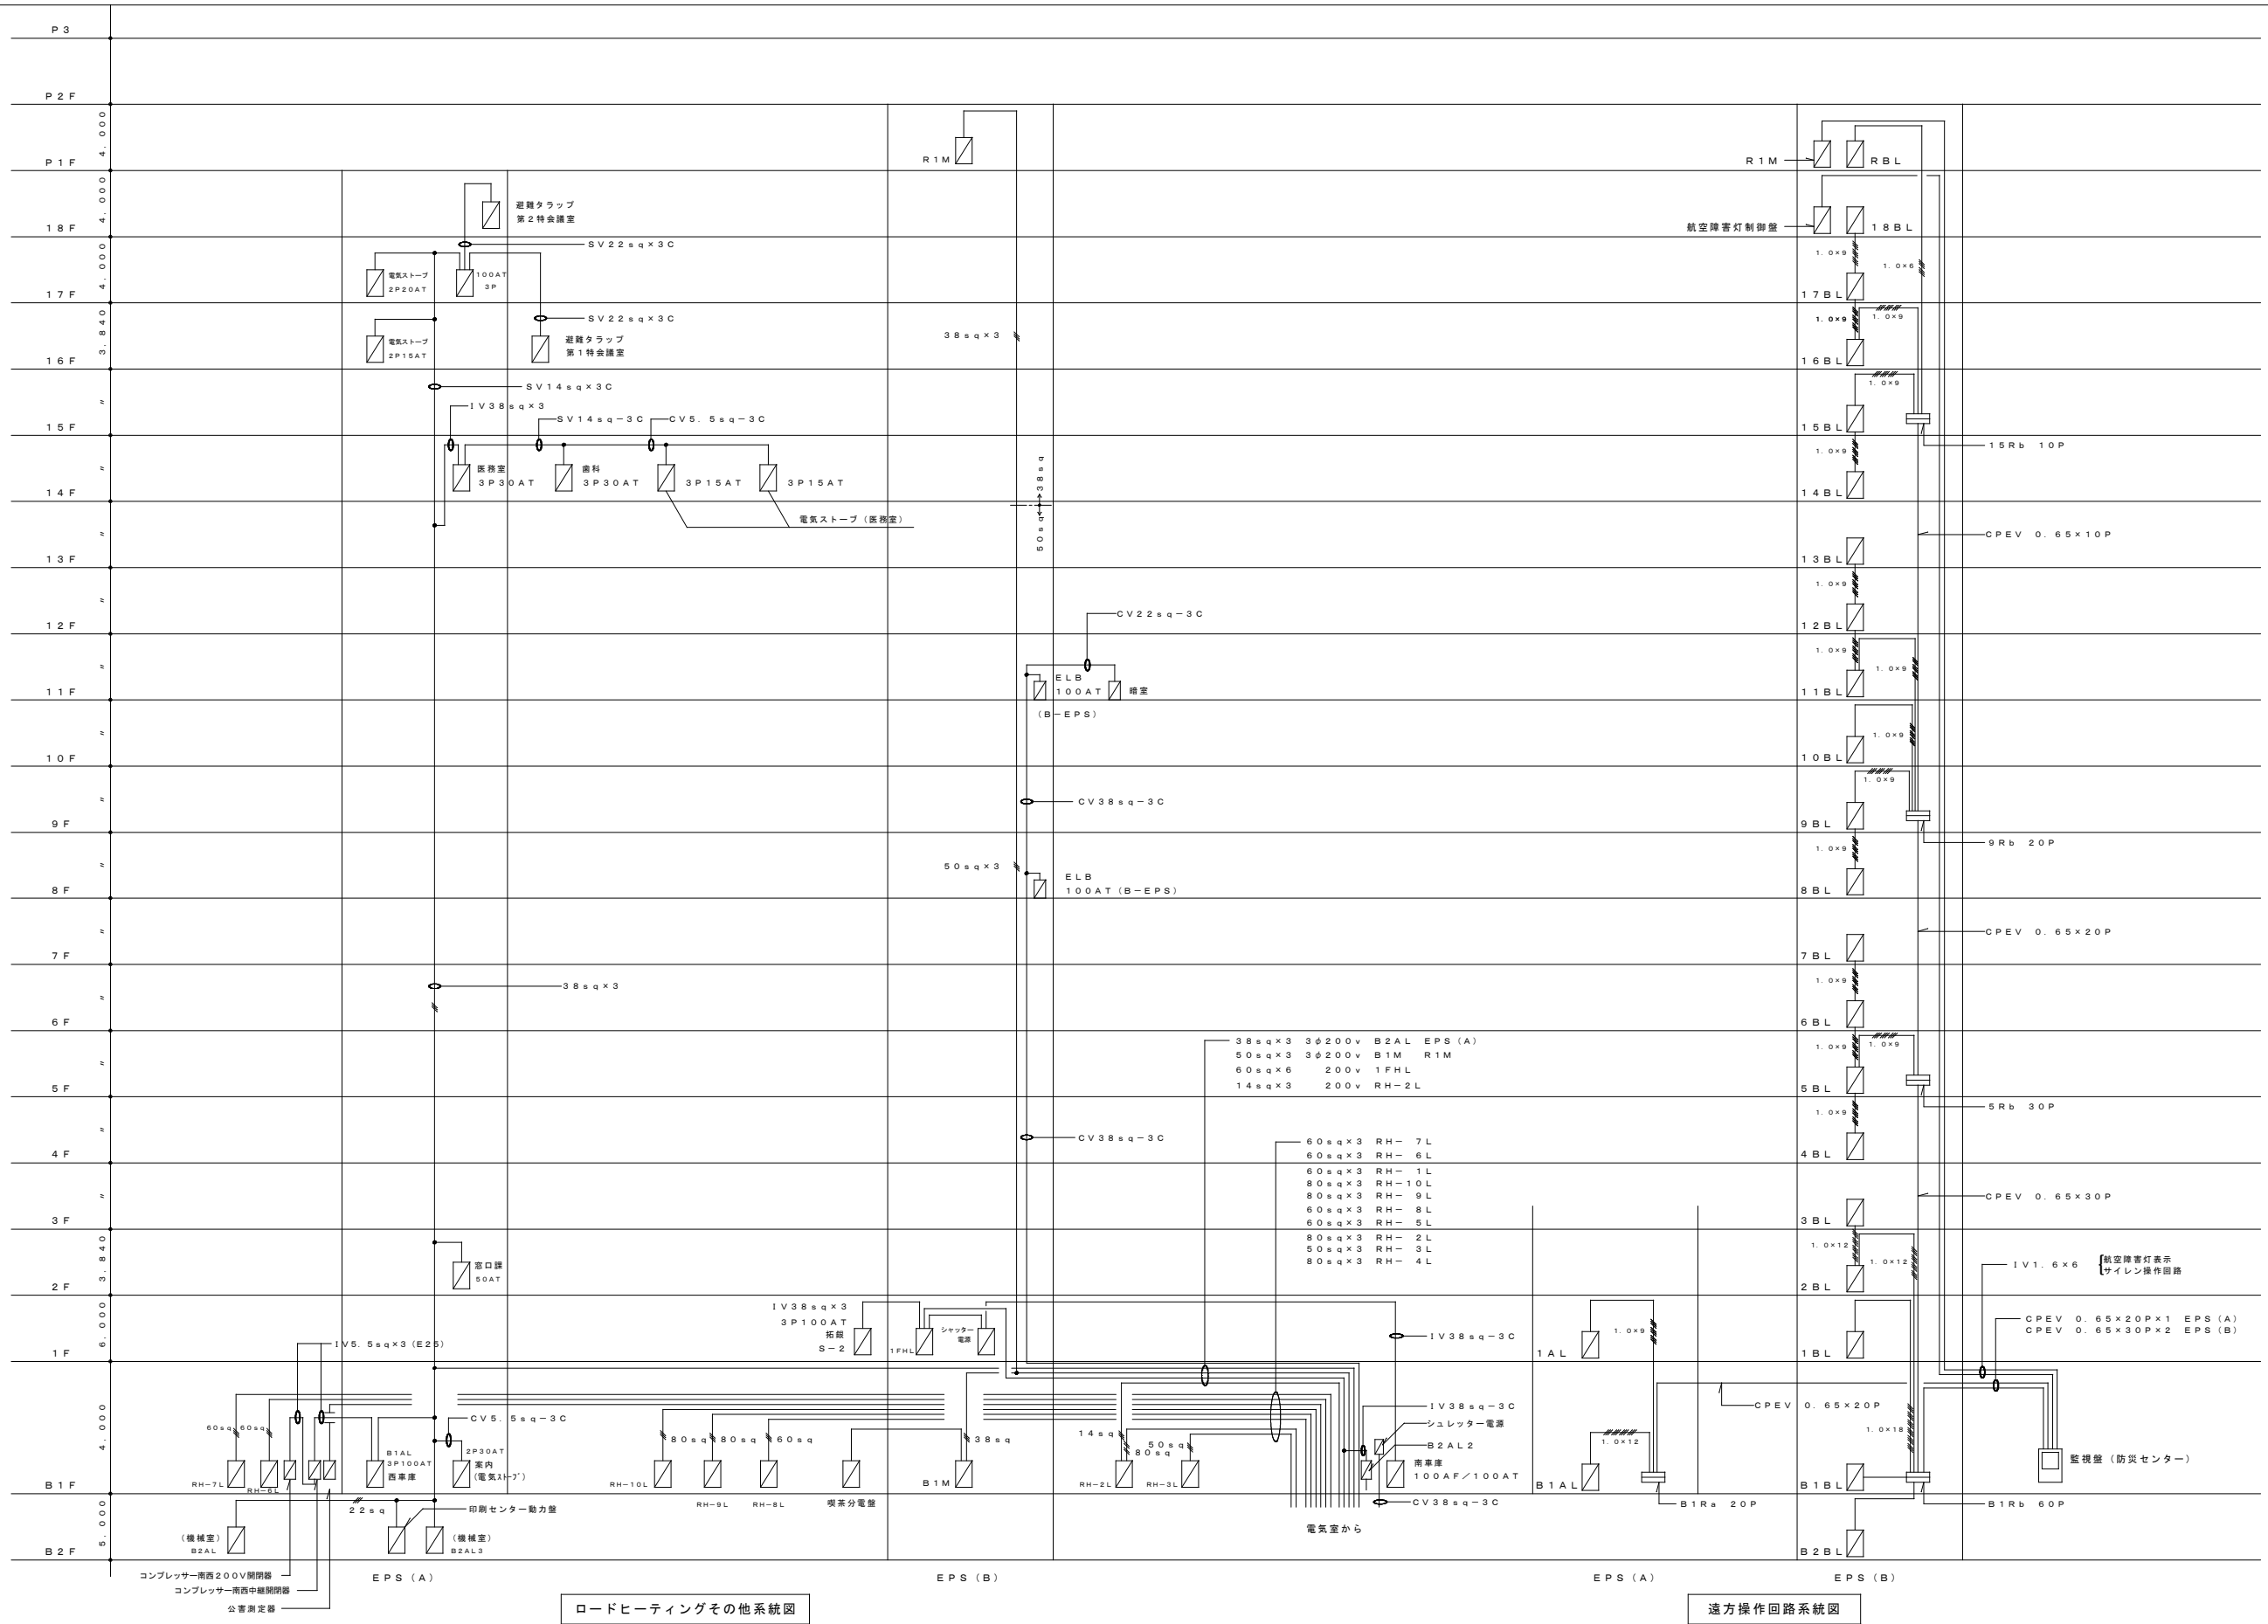 P3
P2F
4.000
P1F
R1M
R1M
RBL
4.000
避難タラップ
第2特会議室
18F
航空障害灯制御盤
18BL
SV22sq×3C
4.000
電気ストーブ
2P20AT
100AT
3P
1.0×9
1.0×6
17F
17BL
SV22sq×3C
1.0×9
1.0×9
3.840
電気ストーブ
2P15AT
避難タラップ
第1特会議室
38sq×3
16F
16BL
SV14sq×3C
1.0×9
〃
IV38sq×3
SV14sq-3C
CV5.5sq-3C
15F
15BL
15Rb 10P
1.0×9
〃
医務室
3P30AT
歯科
3P30AT
3P15AT
3P15AT
38sq
14F
14BL
電気ストーブ(医務室)
50sq
〃
CPEV 0.65×10P
13F
13BL
1.0×9
〃
CV22sq-3C
12F
12BL
1.0×9
〃
1.0×9
ELB
100AT
暗室
11F
11BL
(B-EPS)
〃
1.0×9
10F
10BL
1.0×9
〃
CV38sq-3C
9F
9BL
9Rb 20P
1.0×9
〃
50sq×3
ELB
100AT(B-EPS)
8F
8BL
〃
CPEV 0.65×20P
7F
7BL
1.0×9
〃
38sq×3
6F
6BL
38sq×3 3φ200v B2AL EPS(A)
50sq×3 3φ200v B1M R1M
60sq×6 200v 1FHL
14sq×3 200v RH-2L
1.0×9
1.0×9
〃
5F
5BL
5Rb 30P
1.0×9
〃
CV38sq-3C
4F
4BL
60sq×3 RH- 7L
60sq×3 RH- 6L
60sq×3 RH- 1L
80sq×3 RH-10L
80sq×3 RH- 9L
60sq×3 RH- 8L
60sq×3 RH- 5L
80sq×3 RH- 2L
50sq×3 RH- 3L
80sq×3 RH- 4L
〃
CPEV 0.65×30P
3F
3BL
3.840
窓口課
50AT
1.0×12
1.0×12
IV1.6×6
航空障害灯表示
サイレン操作回路
2F
2BL
6.000
IV38sq×3
3P100AT
拓銀
S-2
1FHL
シャッター
電源
IV38sq-3C
1.0×9
CPEV 0.65×20P×1 EPS(A)
CPEV 0.65×30P×2 EPS(B)
IV5.5sq×3(E25)
1F
1AL
1BL
4.000
60sq
60sq
CV5.5sq-3C
80sq
80sq
60sq
38sq
14sq
80sq
50sq
IV38sq-3C
シュレッター電源
B2AL2
CPEV 0.65×20P
1.0×12
1.0×18
B1AL
3P100AT
西車庫
2P30AT
案内
(電気ストーブ)
南車庫
100AF/100AT
監視盤(防災センター)
B1F
RH-7L
RH-6L
RH-10L
RH-9L
RH-8L
喫茶分電盤
B1M
RH-2L
RH-3L
B1AL
B1BL
22sq
印刷センター動力盤
CV38sq-3C
B1Ra 20P
B1Rb 60P
5.000
(機械室)
B2AL
(機械室)
B2AL3
電気室から
B2F
B2BL
コンプレッサー南西200V開閉器
コンプレッサー南西中継開閉器
公害測定器
EPS(A)
EPS(B)
EPS(A)
EPS(B)
ロードヒーティングその他系統図
遠方操作回路系統図